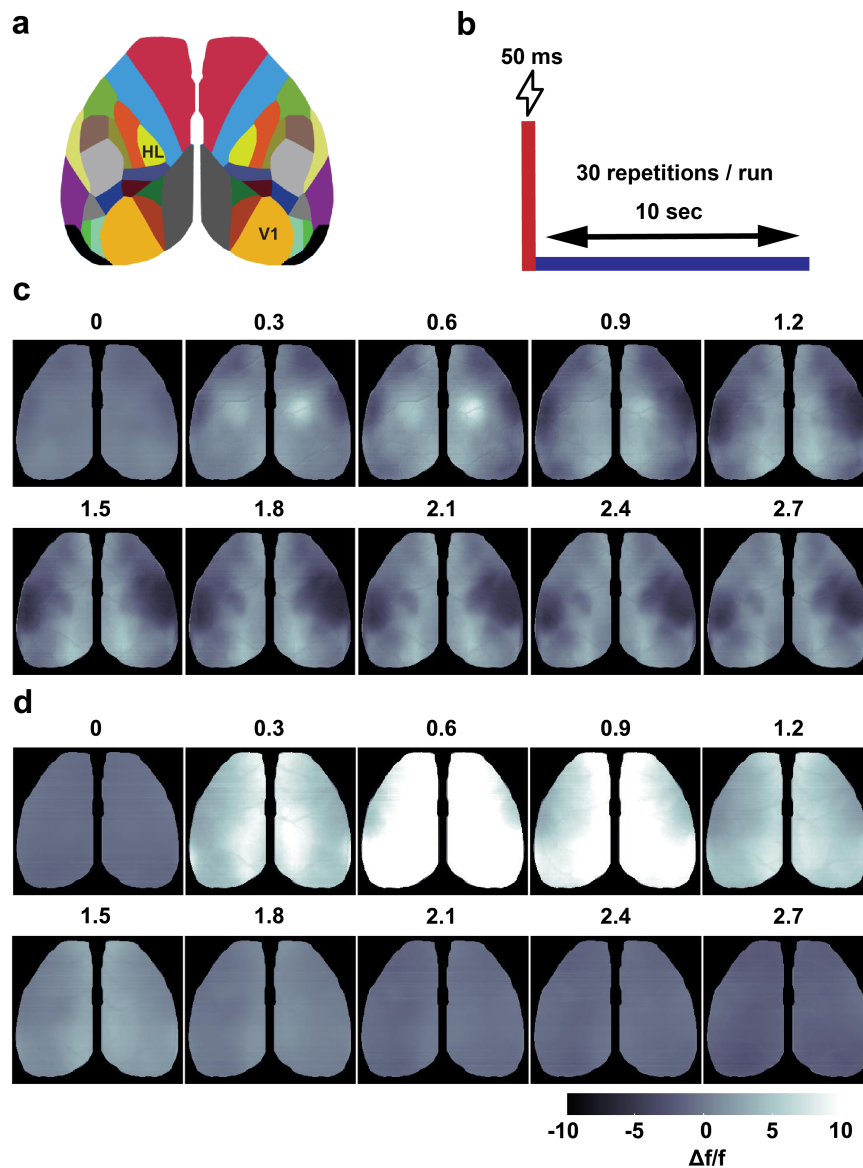 a
HL
V1
b
50 ms
30 repetitions / run
10 sec
c
0 0.3 0.6 0.9 1.2
1.5 1.8 2.1 2.4 2.7
d
0 0.3 0.6 0.9 1.2
1.5 1.8 2.1 2.4 2.7
-10 -5 0 5 10
Δf/f